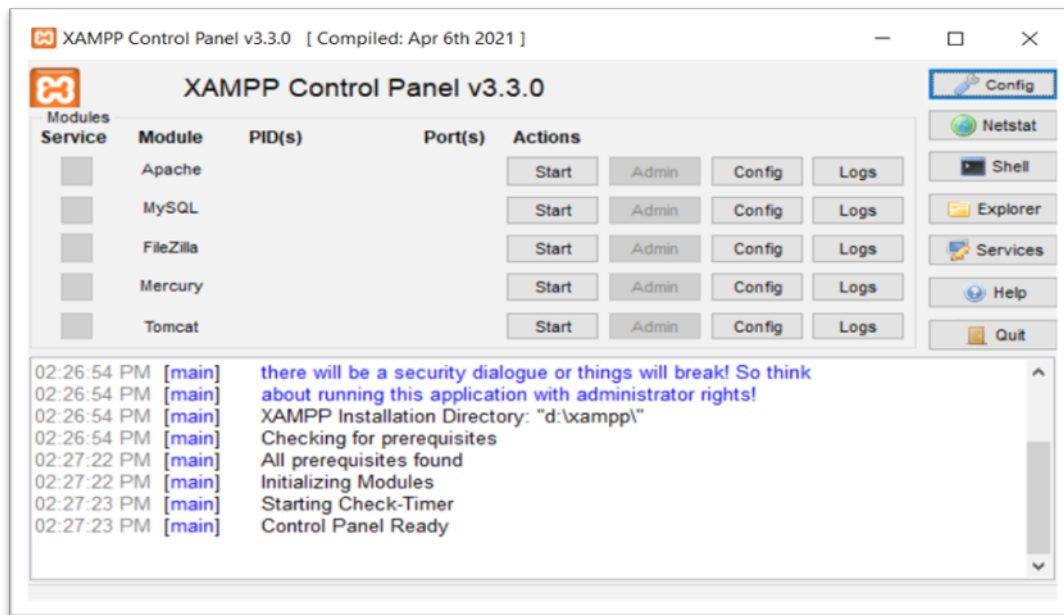 XAMPP Control Panel v3.3.0 [ Compiled: Apr 6th 2021 ]
XAMPP Control Panel v3.3.0
Config
Modules
Service Module PID(s) Port(s) Actions
Netstat
Apache Start Admin Config Logs
Shell
MySQL Start Admin Config Logs
Explorer
FileZilla Start Admin Config Logs
Services
Mercury Start Admin Config Logs
Help
Tomcat Start Admin Config Logs
Quit
02:26:54 PM [main] there will be a security dialogue or things will break! So think
02:26:54 PM [main] about running this application with administrator rights!
02:26:54 PM [main] XAMPP Installation Directory: "d:\xampp\"
02:26:54 PM [main] Checking for prerequisites
02:27:22 PM [main] All prerequisites found
02:27:22 PM [main] Initializing Modules
02:27:23 PM [main] Starting Check-Timer
02:27:23 PM [main] Control Panel Ready